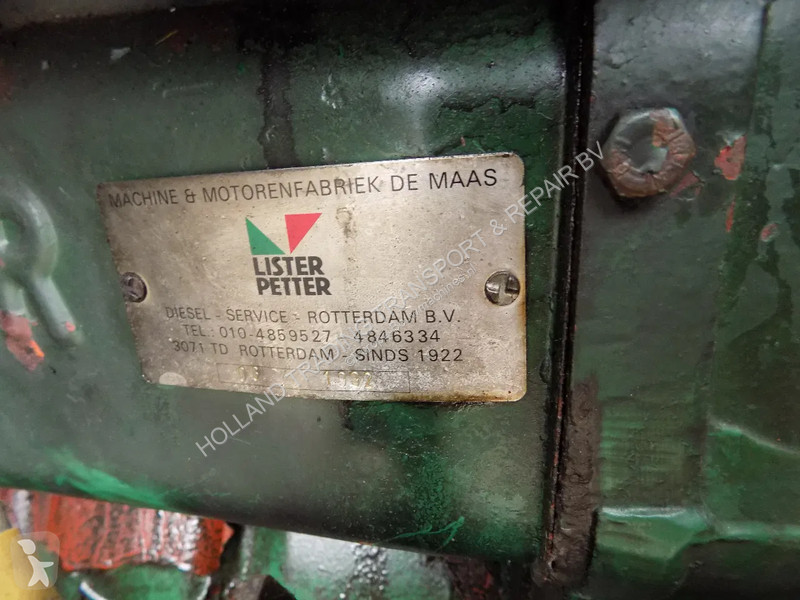 MACHINE & MOTORENFABRIEK DE MAAS
LISTER
PETTER
DIESEL - SERVICE - ROTTERDAM B.V.
TEL.: 010-4859527 - 4846334
3071 TD ROTTERDAM - SINDS 1922
R
HOLLAND TRANSPORT & REPAIR BV